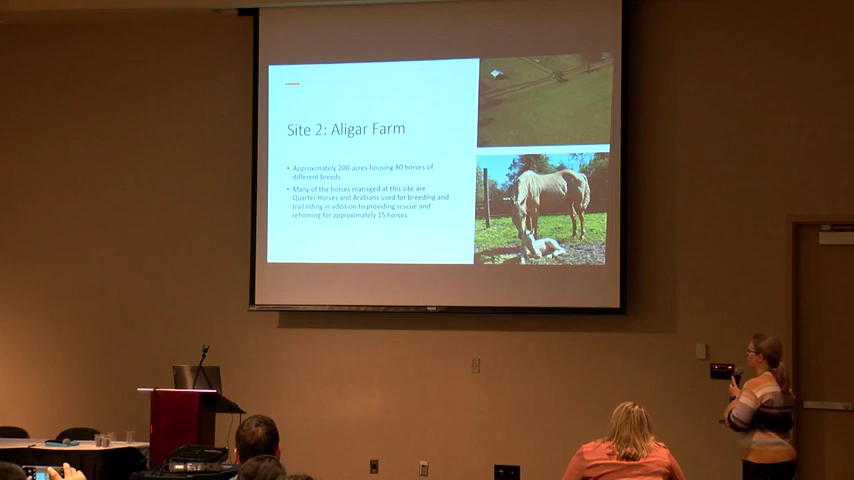 Site 2: Aligar Farm
• Approximately 200-acres housing 80 horses of
different breeds
• Many of the horses managed at this site are
Quarter Horses and Arabians used for breeding and
trail riding in addition to providing rescue and
rehoming for approximately 15 horses